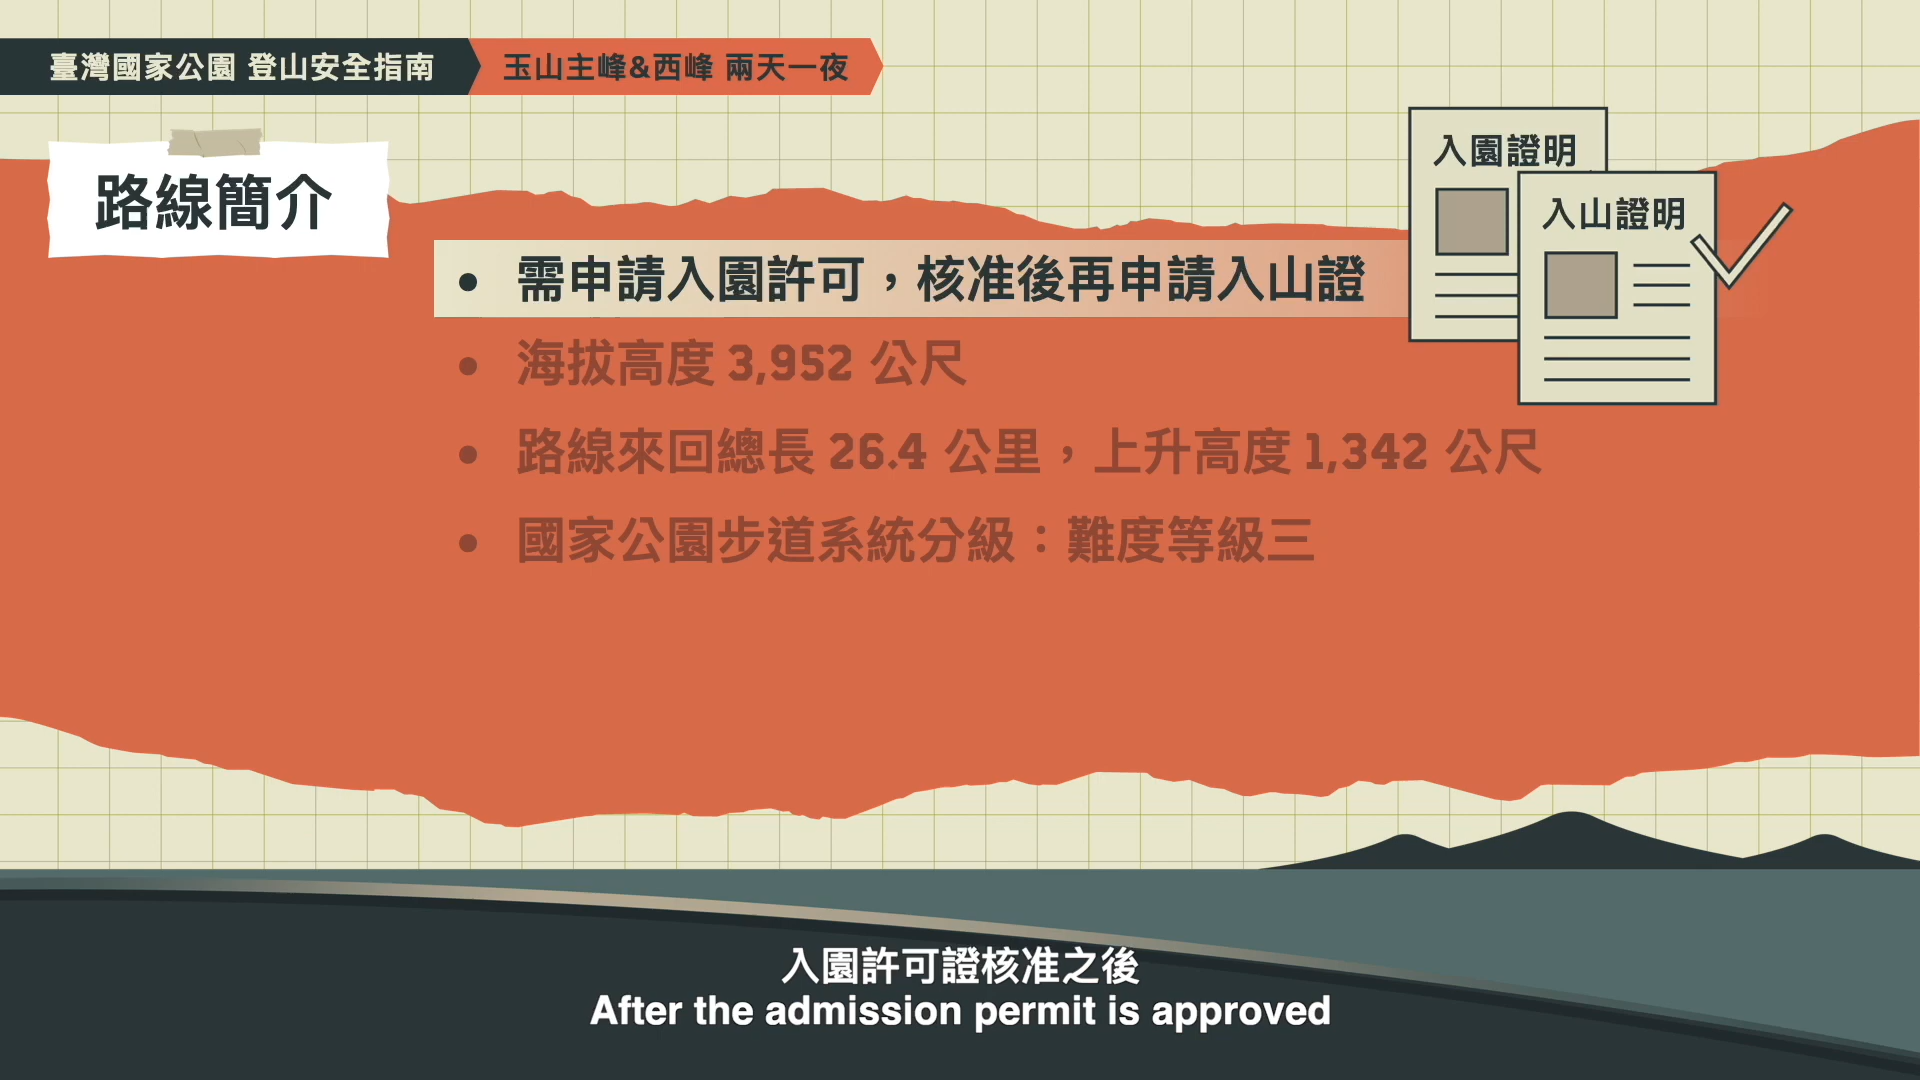 臺灣國家公園 登山安全指南
玉山主峰&西峰 兩天一夜
路線簡介
入園證明
入山證明
• 需申請入園許可，核准後再申請入山證
• 海拔高度 3,952 公尺
• 路線來回總長 26.4 公里，上升高度 1,342 公尺
• 國家公園步道系統分級：難度等級三
入園許可證核准之後
After the admission permit is approved